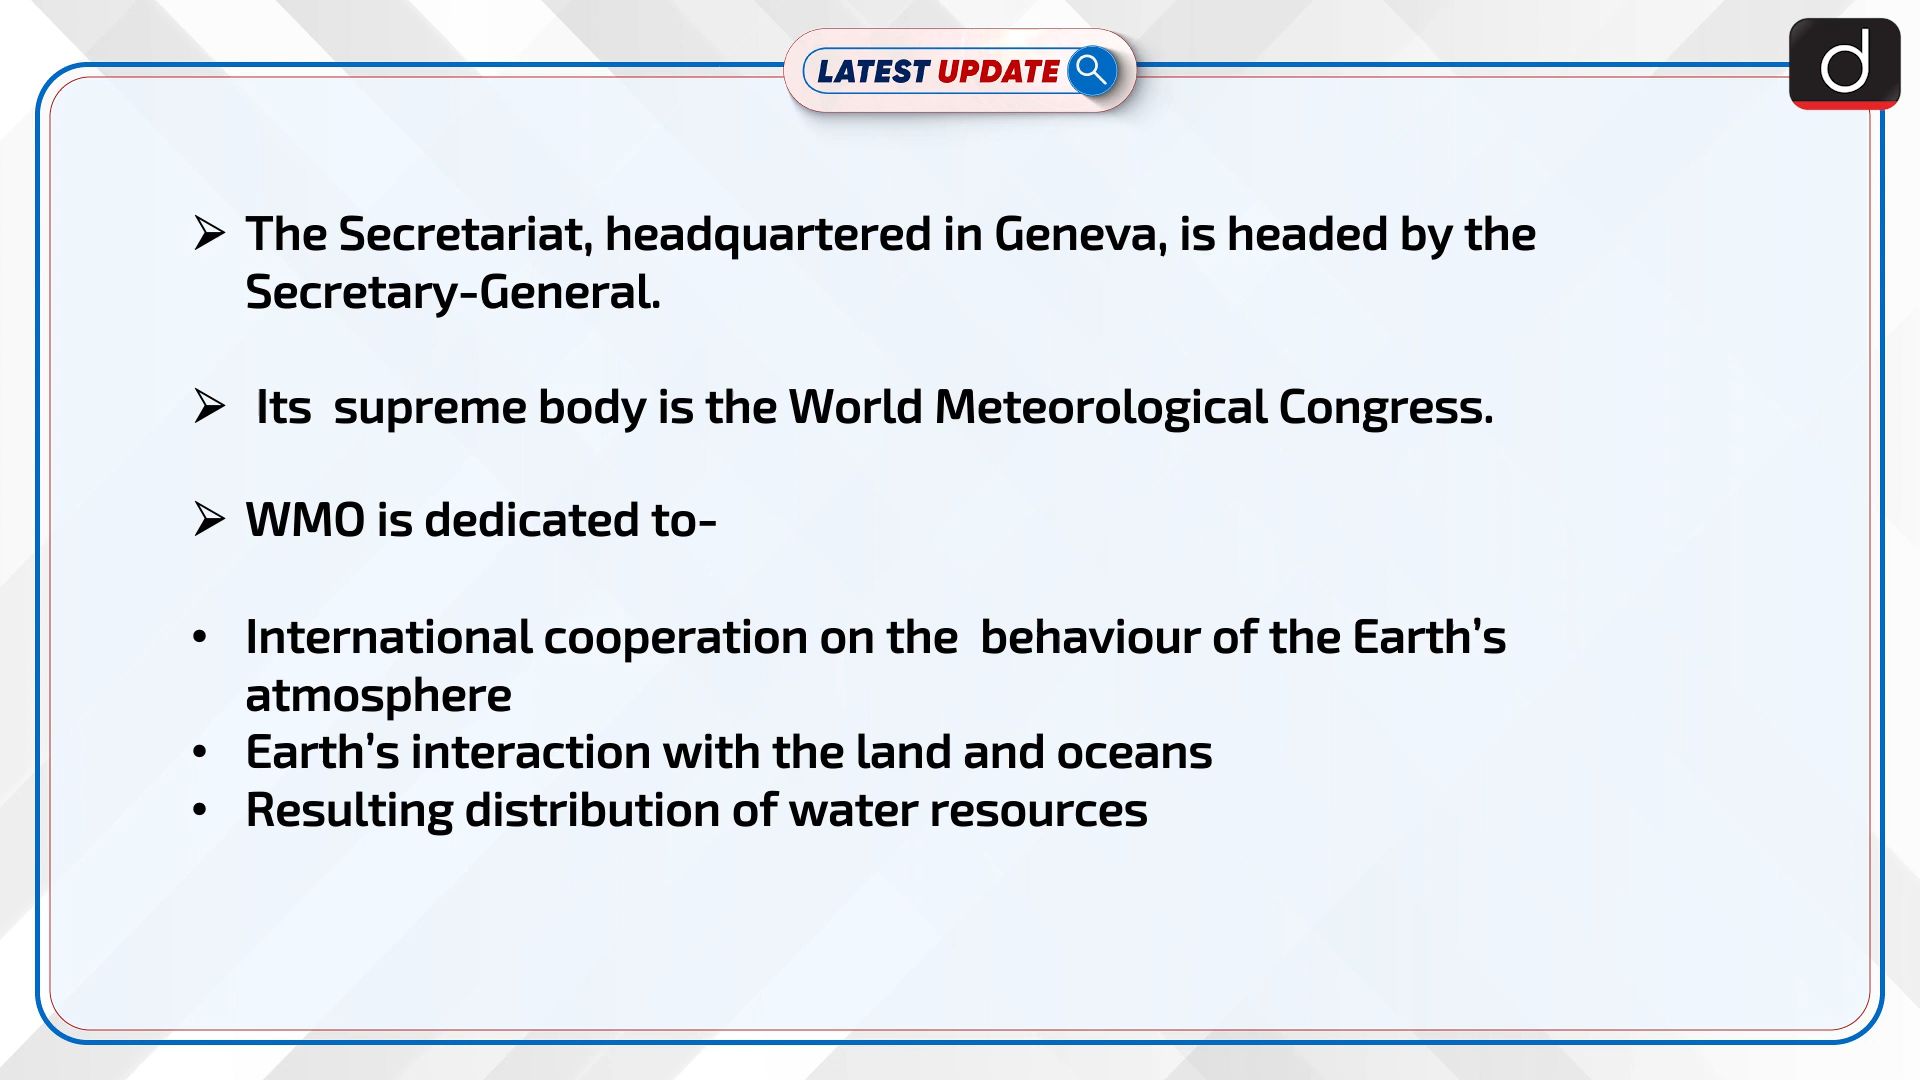 LATEST UPDATE
d
➢ The Secretariat, headquartered in Geneva, is headed by the
Secretary-General.
➢ Its supreme body is the World Meteorological Congress.
➢ WMO is dedicated to-
• International cooperation on the behaviour of the Earth’s
atmosphere
• Earth’s interaction with the land and oceans
• Resulting distribution of water resources